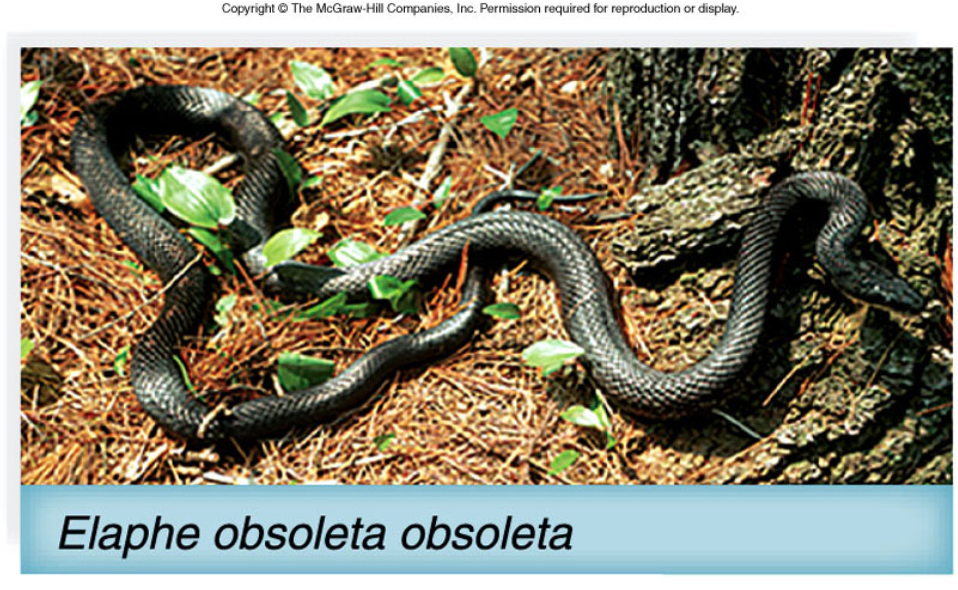 Copyright © The McGraw-Hill Companies, Inc. Permission required for reproduction or display.
Elaphe obsoleta obsoleta